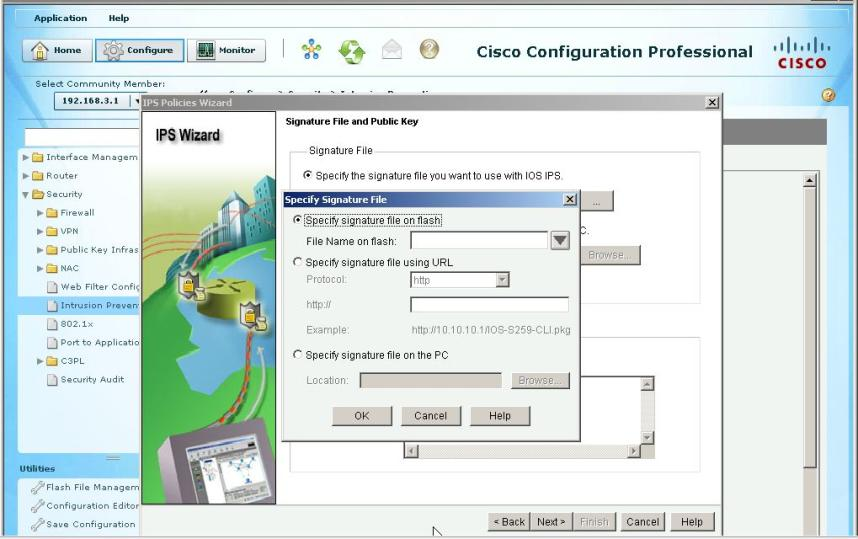 Application Help
Home Configure Monitor
Cisco Configuration Professional
CISCO
Select Community Member:
192.168.3.1
IPS Policies Wizard
IPS Wizard
Interface Managem
Router
Security
Firewall
VPN
Public Key Infras
NAC
Web Filter Config
Intrusion Preven
802.1x
Port to Applicatio
C3PL
Security Audit
Utilities
Flash File Managem
Configuration Editor
Save Configuration
Signature File and Public Key
Signature File
Specify the signature file you want to use with IOS IPS.
...
C.
Browse...
Specify Signature File
Specify signature file on flash
File Name on flash:
Specify signature file using URL
Protocol: http
http://
Example: http://10.10.10.1/IOS-S259-CLI.pkg
Specify signature file on the PC
Location: Browse...
OK Cancel Help
< Back Next > Finish Cancel Help